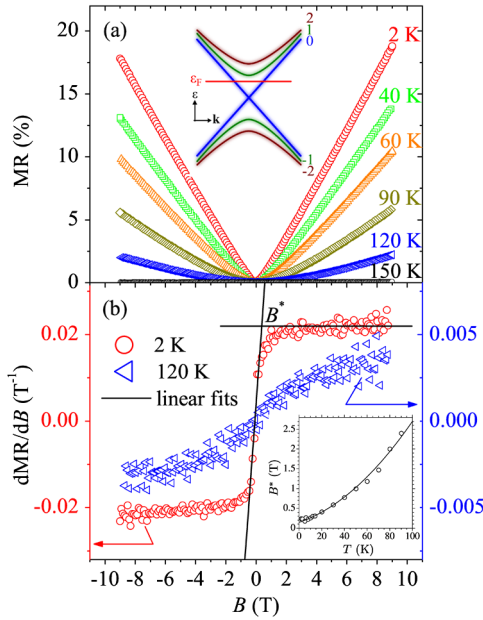 (a)
MR (%)
20
15
10
5
0
2
1
0
εF
ε
k
-1
-2
2 K
40 K
60 K
90 K
120 K
150 K
(b)
B*
2 K
120 K
linear fits
dMR/dB (T-1)
0.02
0.00
-0.02
0.005
0.000
-0.005
B* (T)
2.5
2
1.5
1
0.5
0
0 20 40 60 80 100
T (K)
-10 -8 -6 -4 -2 0 2 4 6 8 10
B (T)